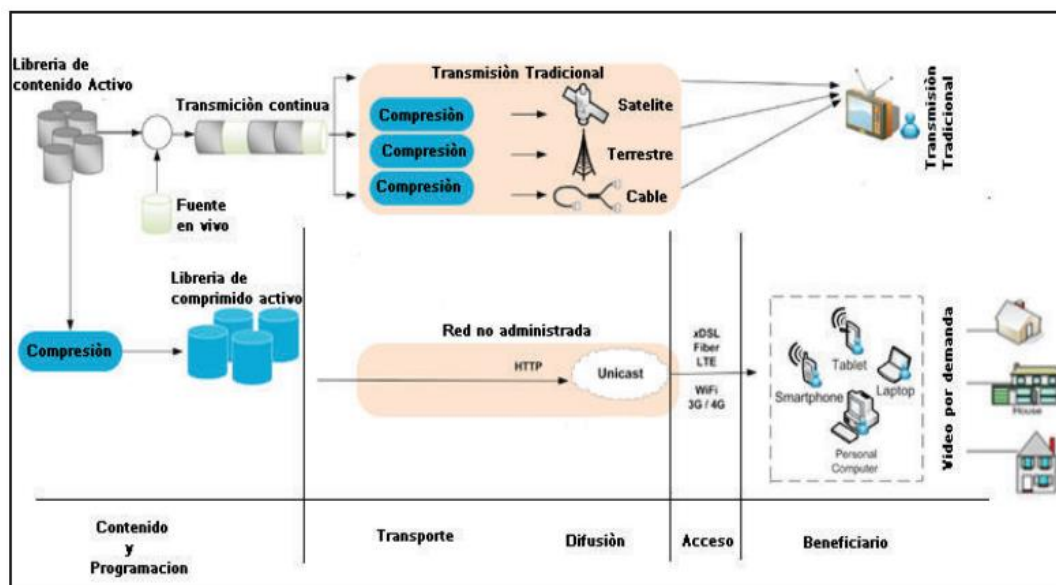 Libreria de
contenido Activo
Transmiciòn continua
Fuente
en vivo
Transmisiòn Tradicional
Compresiòn
Satelite
Compresiòn
Terrestre
Compresiòn
Cable
Transmisiòn
Tradicional
Libreria de
comprimido activo
Compresiòn
Red no administrada
HTTP
Unicast
xDSL
Fiber
LTE
WiFi
3G / 4G
Tablet
Smartphone
Laptop
Personal
Computer
Video por demanda
House
Contenido
y
Programacion
Transporte
Difusiòn
Acceso
Beneficiario